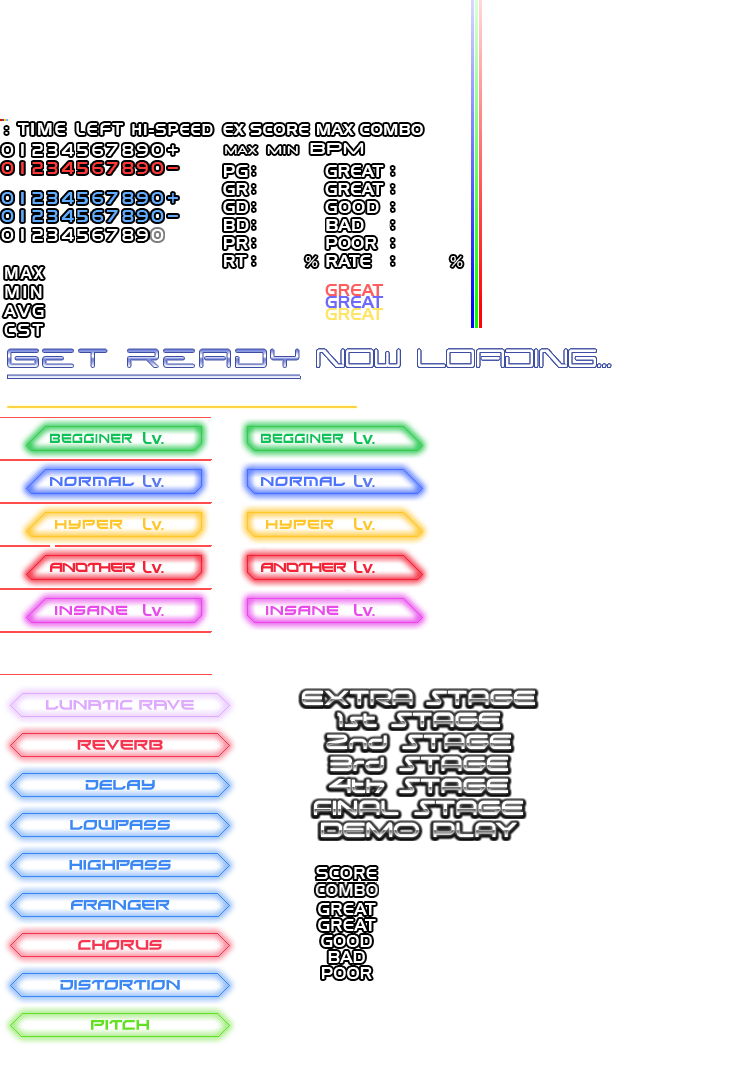 : TIME LEFT HI-SPEED EX SCORE MAX COMBO
01234567890+ MAX MIN BPM
01234567890-
PG: GREAT :
GR: GREAT :
01234567890+
GD: GOOD :
01234567890-
BD: BAD :
01234567890
PR: POOR :
RT: % RATE : %
MAX
MIN
GREAT
GREAT
AVG
GREAT
CST
GET READY NOW LOADING...
BEGGINER Lv. BEGGINER Lv.
NORMAL Lv. NORMAL Lv.
HYPER Lv. HYPER Lv.
ANOTHER Lv. ANOTHER Lv.
INSANE Lv. INSANE Lv.
LUNATIC RAVE
REVERB
DELAY
LOWPASS
HIGHPASS
FRANGER
CHORUS
DISTORTION
PITCH
EXTRA STAGE
1st STAGE
2nd STAGE
3rd STAGE
4th STAGE
FINAL STAGE
DEMO PLAY
SCORE
COMBO
GREAT
GREAT
GOOD
BAD
POOR